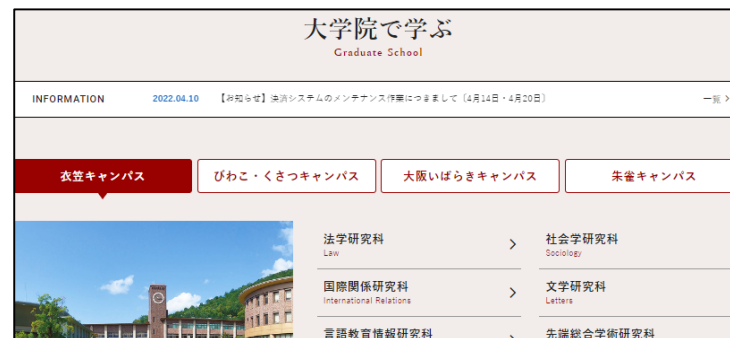 大学院で学ぶ
Graduate School
INFORMATION 2022.04.10 【お知らせ】決済システムのメンテナンス作業につきまして（4月14日・4月20日） 一覧 >
衣笠キャンパス びわこ・くさつキャンパス 大阪いばらきキャンパス 朱雀キャンパス
法学研究科 > 社会学研究科
Law Sociology
国際関係研究科 > 文学研究科
International Relations Letters
言語教育情報研究科 > 先端総合学術研究科